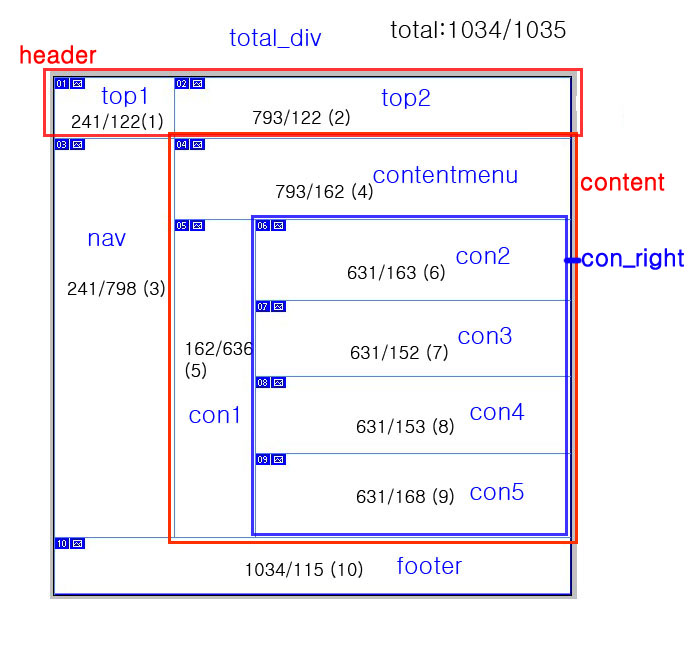 total_div
total:1034/1035
header
01
02
top1
top2
241/122(1)
793/122 (2)
03
04
contentmenu
793/162 (4)
content
05
06
nav
con2
con_right
631/163 (6)
241/798 (3)
07
con3
162/636
(5)
631/152 (7)
08
con1
con4
631/153 (8)
09
con5
631/168 (9)
10
footer
1034/115 (10)